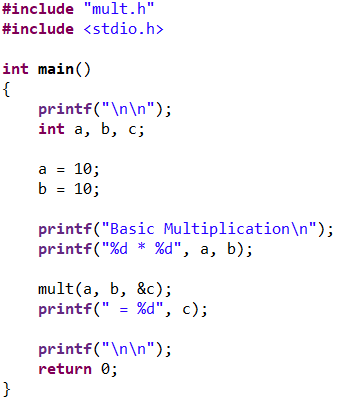 #include "mult.h"
#include <stdio.h>
int main()
{
printf("\n\n");
int a, b, c;
a = 10;
b = 10;
printf("Basic Multiplication\n");
printf("%d * %d", a, b);
mult(a, b, &c);
printf(" = %d", c);
printf("\n\n");
return 0;
}